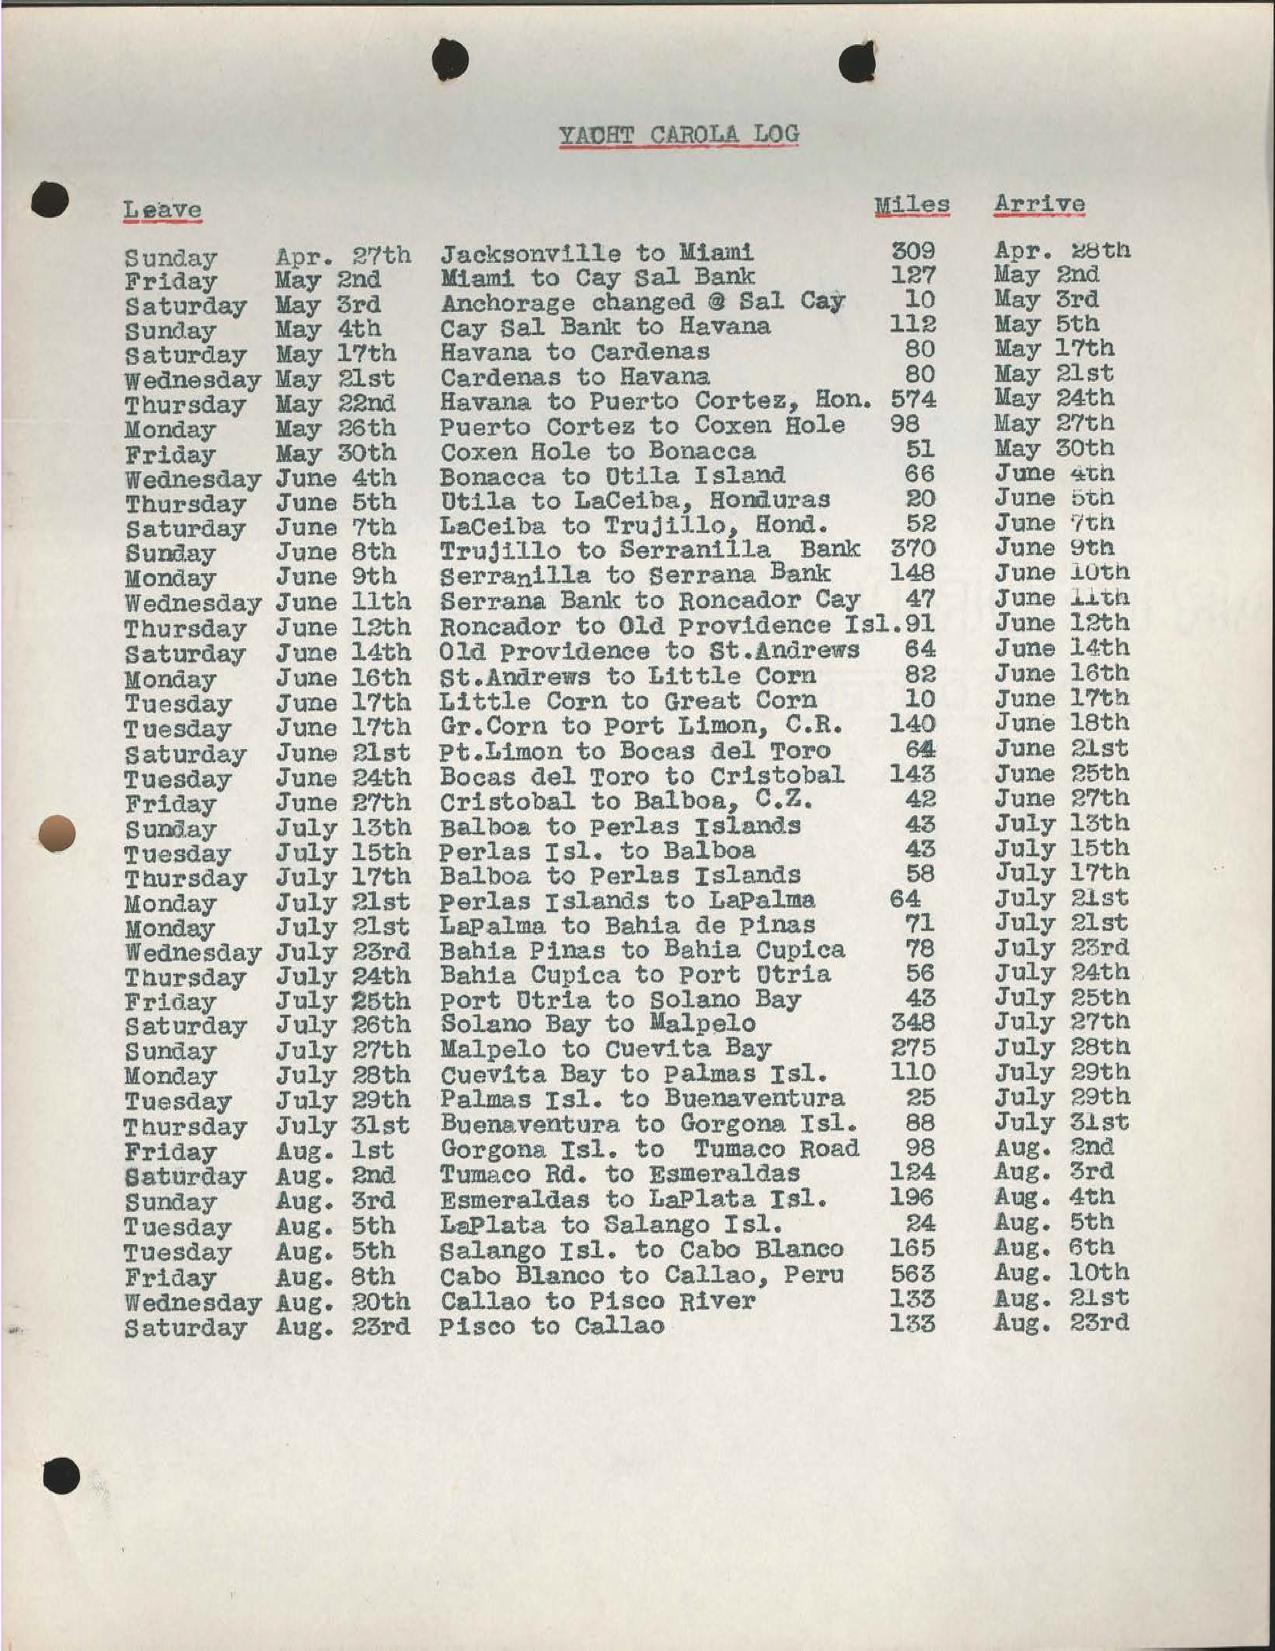 YACHT CAROLA LOG
Leave Miles Arrive
Sunday Apr. 27th Jacksonville to Miami 309 Apr. 28th
Friday May 2nd Miami to Cay Sal Bank 127 May 2nd
Saturday May 3rd Anchorage changed @ Sal Cay 10 May 3rd
Sunday May 4th Cay Sal Bank to Havana 112 May 5th
Saturday May 17th Havana to Cardenas 80 May 17th
Wednesday May 21st Cardenas to Havana 80 May 21st
Thursday May 22nd Havana to Puerto Cortez, Hon. 574 May 24th
Monday May 26th Puerto Cortez to Coxen Hole 98 May 27th
Friday May 30th Coxen Hole to Bonacca 51 May 30th
Wednesday June 4th Bonacca to Utila Island 66 June 4th
Thursday June 5th Utila to LaCeiba, Honduras 20 June 5th
Saturday June 7th LaCeiba to Trujillo, Hond. 52 June 7th
Sunday June 8th Trujillo to Serranilla Bank 370 June 9th
Monday June 9th Serranilla to Serrana Bank 148 June 10th
Wednesday June 11th Serrana Bank to Roncador Cay 47 June 11th
Thursday June 12th Roncador to Old Providence Isl. 91 June 12th
Saturday June 14th Old Providence to St.Andrews 64 June 14th
Monday June 16th St.Andrews to Little Corn 82 June 16th
Tuesday June 17th Little Corn to Great Corn 10 June 17th
Tuesday June 17th Gr.Corn to Port Limon, C.R. 140 June 18th
Saturday June 21st Pt.Limon to Bocas del Toro 64 June 21st
Tuesday June 24th Bocas del Toro to Cristobal 143 June 25th
Friday June 27th Cristobal to Balboa, C.Z. 42 June 27th
Sunday July 13th Balboa to Perlas Islands 43 July 13th
Tuesday July 15th Perlas Isl. to Balboa 43 July 15th
Thursday July 17th Balboa to Perlas Islands 58 July 17th
Monday July 21st Perlas Islands to LaPalma 64 July 21st
Monday July 21st LaPalma to Bahia de Pinas 71 July 21st
Wednesday July 23rd Bahia Pinas to Bahia Cupica 78 July 23rd
Thursday July 24th Bahia Cupica to Port Utria 56 July 24th
Friday July 25th Port Utria to Solano Bay 43 July 25th
Saturday July 26th Solano Bay to Malpelo 348 July 27th
Sunday July 27th Malpelo to Cuevita Bay 275 July 28th
Monday July 28th Cuevita Bay to Palmas Isl. 110 July 29th
Tuesday July 29th Palmas Isl. to Buenaventura 25 July 29th
Thursday July 31st Buenaventura to Gorgona Isl. 88 July 31st
Friday Aug. 1st Gorgona Isl. to Tumaco Road 98 Aug. 2nd
Saturday Aug. 2nd Tumaco Rd. to Esmeraldas 124 Aug. 3rd
Sunday Aug. 3rd Esmeraldas to LaPlata Isl. 196 Aug. 4th
Tuesday Aug. 5th LaPlata to Salango Isl. 24 Aug. 5th
Tuesday Aug. 5th Salango Isl. to Cabo Blanco 165 Aug. 6th
Friday Aug. 8th Cabo Blanco to Callao, Peru 563 Aug. 10th
Wednesday Aug. 20th Callao to Pisco River 133 Aug. 21st
Saturday Aug. 23rd Pisco to Callao 133 Aug. 23rd